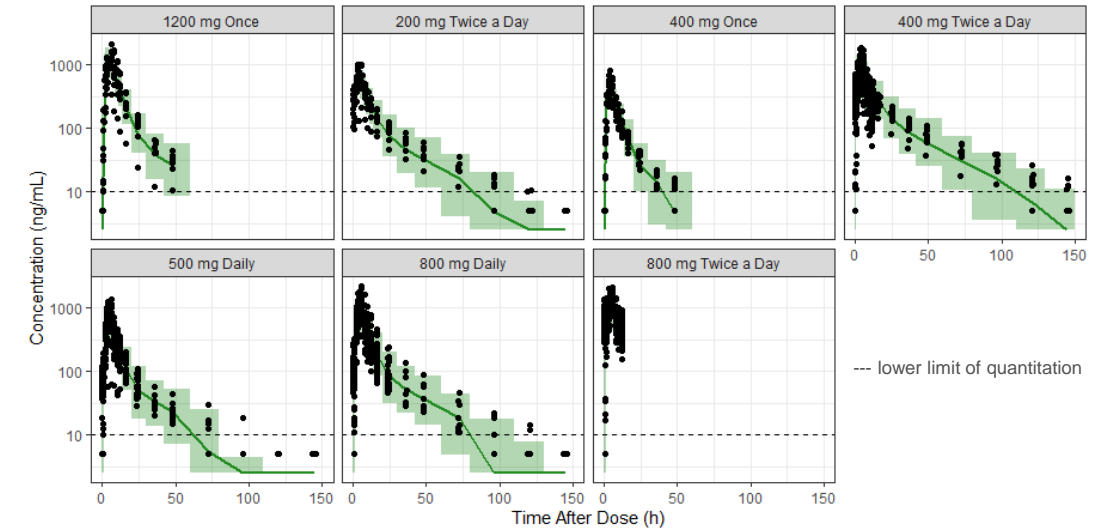 1200 mg Once
200 mg Twice a Day
400 mg Once
400 mg Twice a Day
1000
100
10
0 50 100 150
500 mg Daily
800 mg Daily
800 mg Twice a Day
1000
100
10
0 50 100 150
0 50 100 150
0 50 100 150
Concentration (ng/mL)
Time After Dose (h)
--- lower limit of quantitation